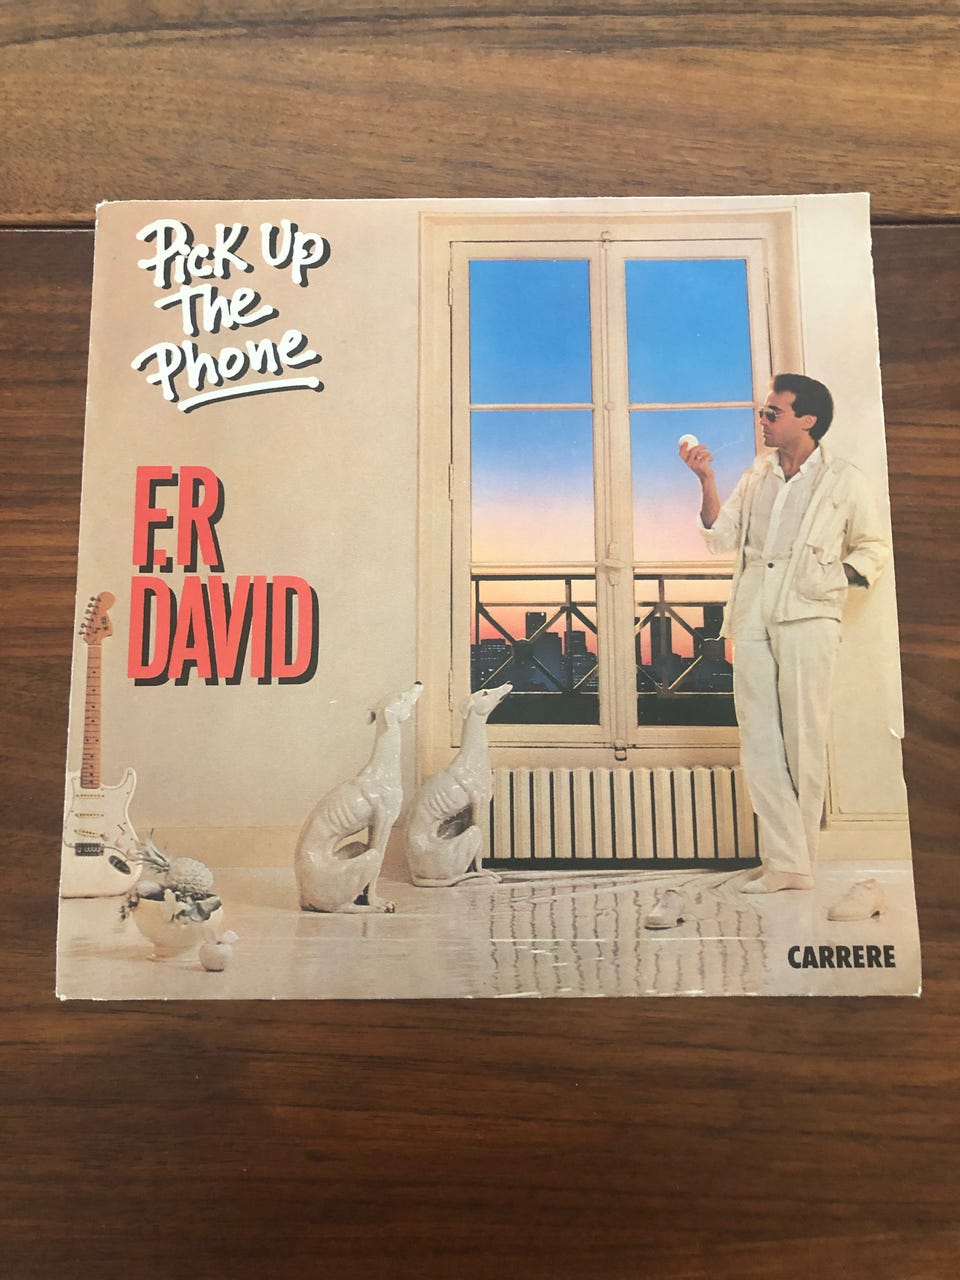 Pick Up
The
Phone
F.R
DAVID
CARRERE